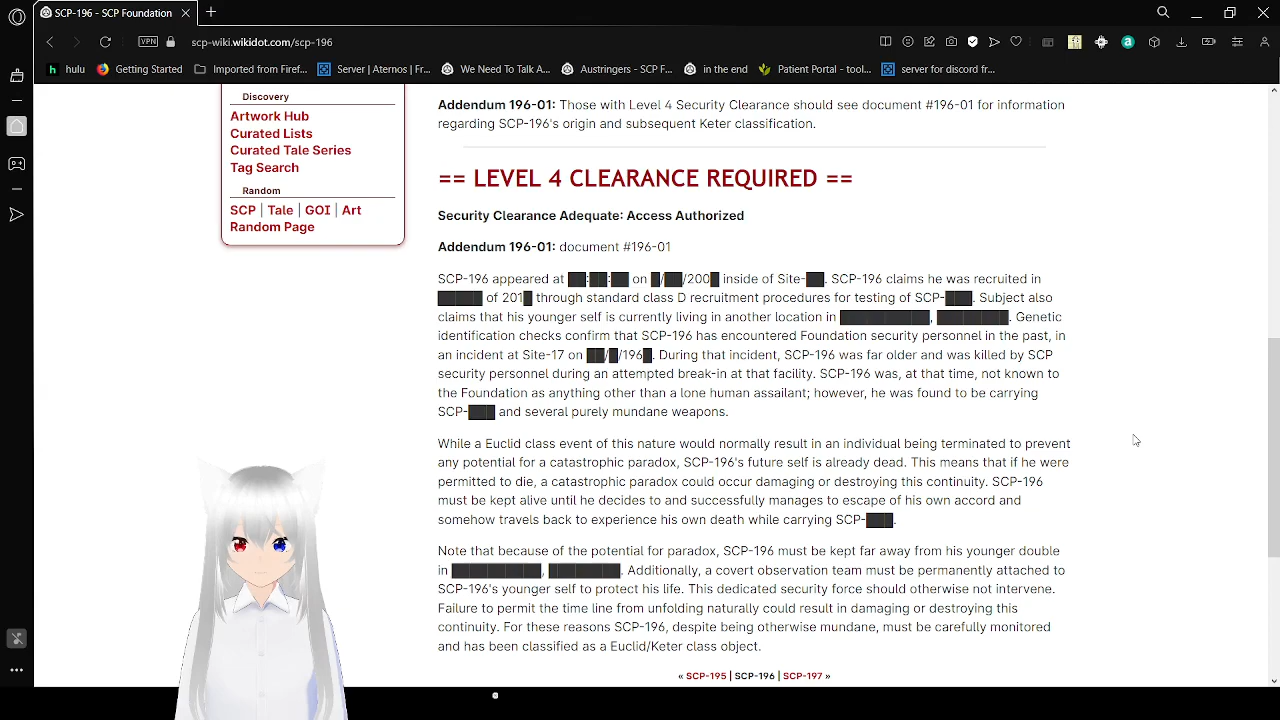 SCP-196 - SCP Foundation
scp-wiki.wikidot.com/scp-196
VPN
hulu
Getting Started
Imported from Firef...
Server | Aternos | Fr...
We Need To Talk A...
Austringers - SCP F...
in the end
Patient Portal - tool...
server for discord fr...
Discovery
Artwork Hub
Curated Lists
Curated Tale Series
Tag Search
Random
SCP | Tale | GOI | Art
Random Page
Addendum 196-01: Those with Level 4 Security Clearance should see document #196-01 for information
regarding SCP-196's origin and subsequent Keter classification.
== LEVEL 4 CLEARANCE REQUIRED ==
Security Clearance Adequate: Access Authorized
Addendum 196-01: document #196-01
SCP-196 appeared at ██:██:██ on █/██/200█ inside of Site-██. SCP-196 claims he was recruited in
█████ of 201█ through standard class D recruitment procedures for testing of SCP-███. Subject also
claims that his younger self is currently living in another location in ██████████, ████████. Genetic
identification checks confirm that SCP-196 has encountered Foundation security personnel in the past, in
an incident at Site-17 on ██/█/196█. During that incident, SCP-196 was far older and was killed by SCP
security personnel during an attempted break-in at that facility. SCP-196 was, at that time, not known to
the Foundation as anything other than a lone human assailant; however, he was found to be carrying
SCP-███ and several purely mundane weapons.
While a Euclid class event of this nature would normally result in an individual being terminated to prevent
any potential for a catastrophic paradox, SCP-196's future self is already dead. This means that if he were
permitted to die, a catastrophic paradox could occur damaging or destroying this continuity. SCP-196
must be kept alive until he decides to and successfully manages to escape of his own accord and
somehow travels back to experience his own death while carrying SCP-███.
Note that because of the potential for paradox, SCP-196 must be kept far away from his younger double
in ██████████, ████████. Additionally, a covert observation team must be permanently attached to
SCP-196's younger self to protect his life. This dedicated security force should otherwise not intervene.
Failure to permit the time line from unfolding naturally could result in damaging or destroying this
continuity. For these reasons SCP-196, despite being otherwise mundane, must be carefully monitored
and has been classified as a Euclid/Keter class object.
« SCP-195 | SCP-196 | SCP-197 »